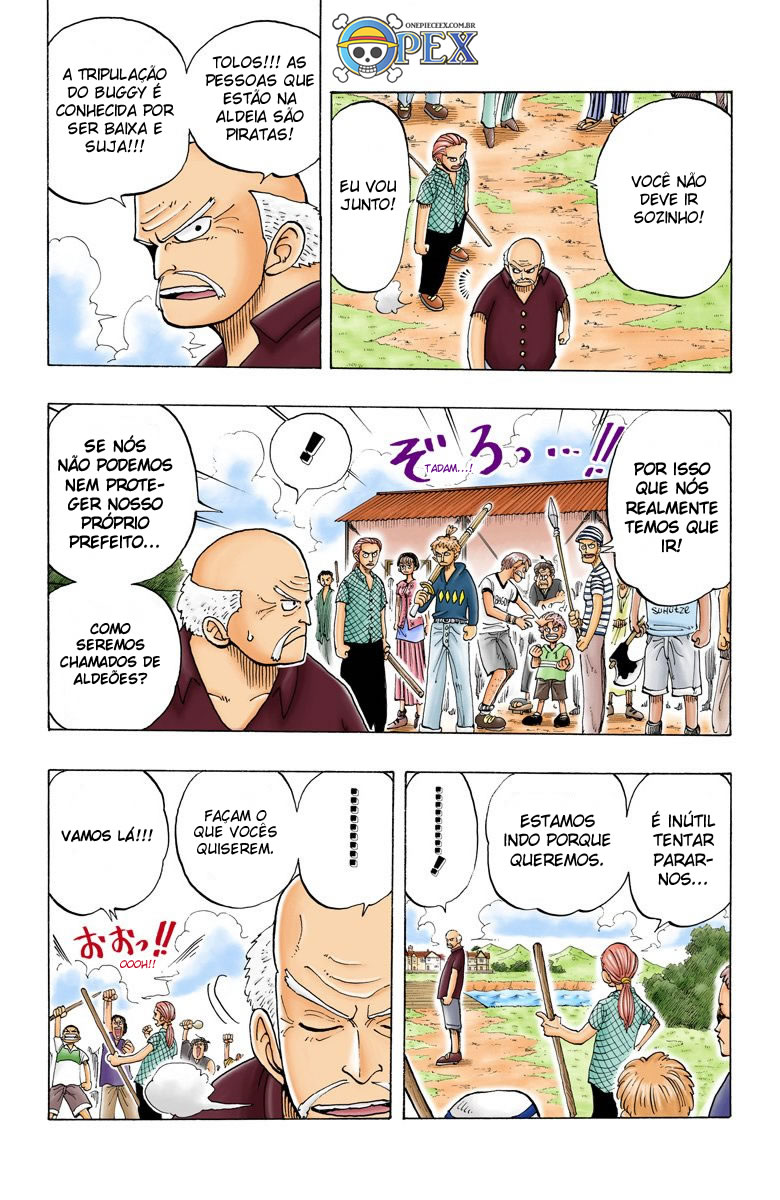 ONEPIECEEX.COM.BR
OPEX
VOCÊ NÃO
DEVE IR
SOZINHO!
EU VOU
JUNTO!
TOLOS!!! AS
PESSOAS QUE
ESTÃO NA
ALDEIA SÃO
PIRATAS!
A TRIPULAÇÃO
DO BUGGY É
CONHECIDA POR
SER BAIXA E
SUJA!!!
POR ISSO
QUE NÓS
REALMENTE
TEMOS QUE
IR!
ぞろっ…!!
TADAM...!
!
SE NÓS
NÃO PODEMOS
NEM PROTE-
GER NOSSO
PRÓPRIO
PREFEITO...
COMO
SEREMOS
CHAMADOS DE
ALDEÕES?
É INÚTIL
TENTAR
PARAR-
NOS...
ESTAMOS
INDO PORQUE
QUEREMOS.
FAÇAM O
QUE VOCÊS
QUISEREM.
VAMOS LÁ!!!
おおっ!!
OOOH!!